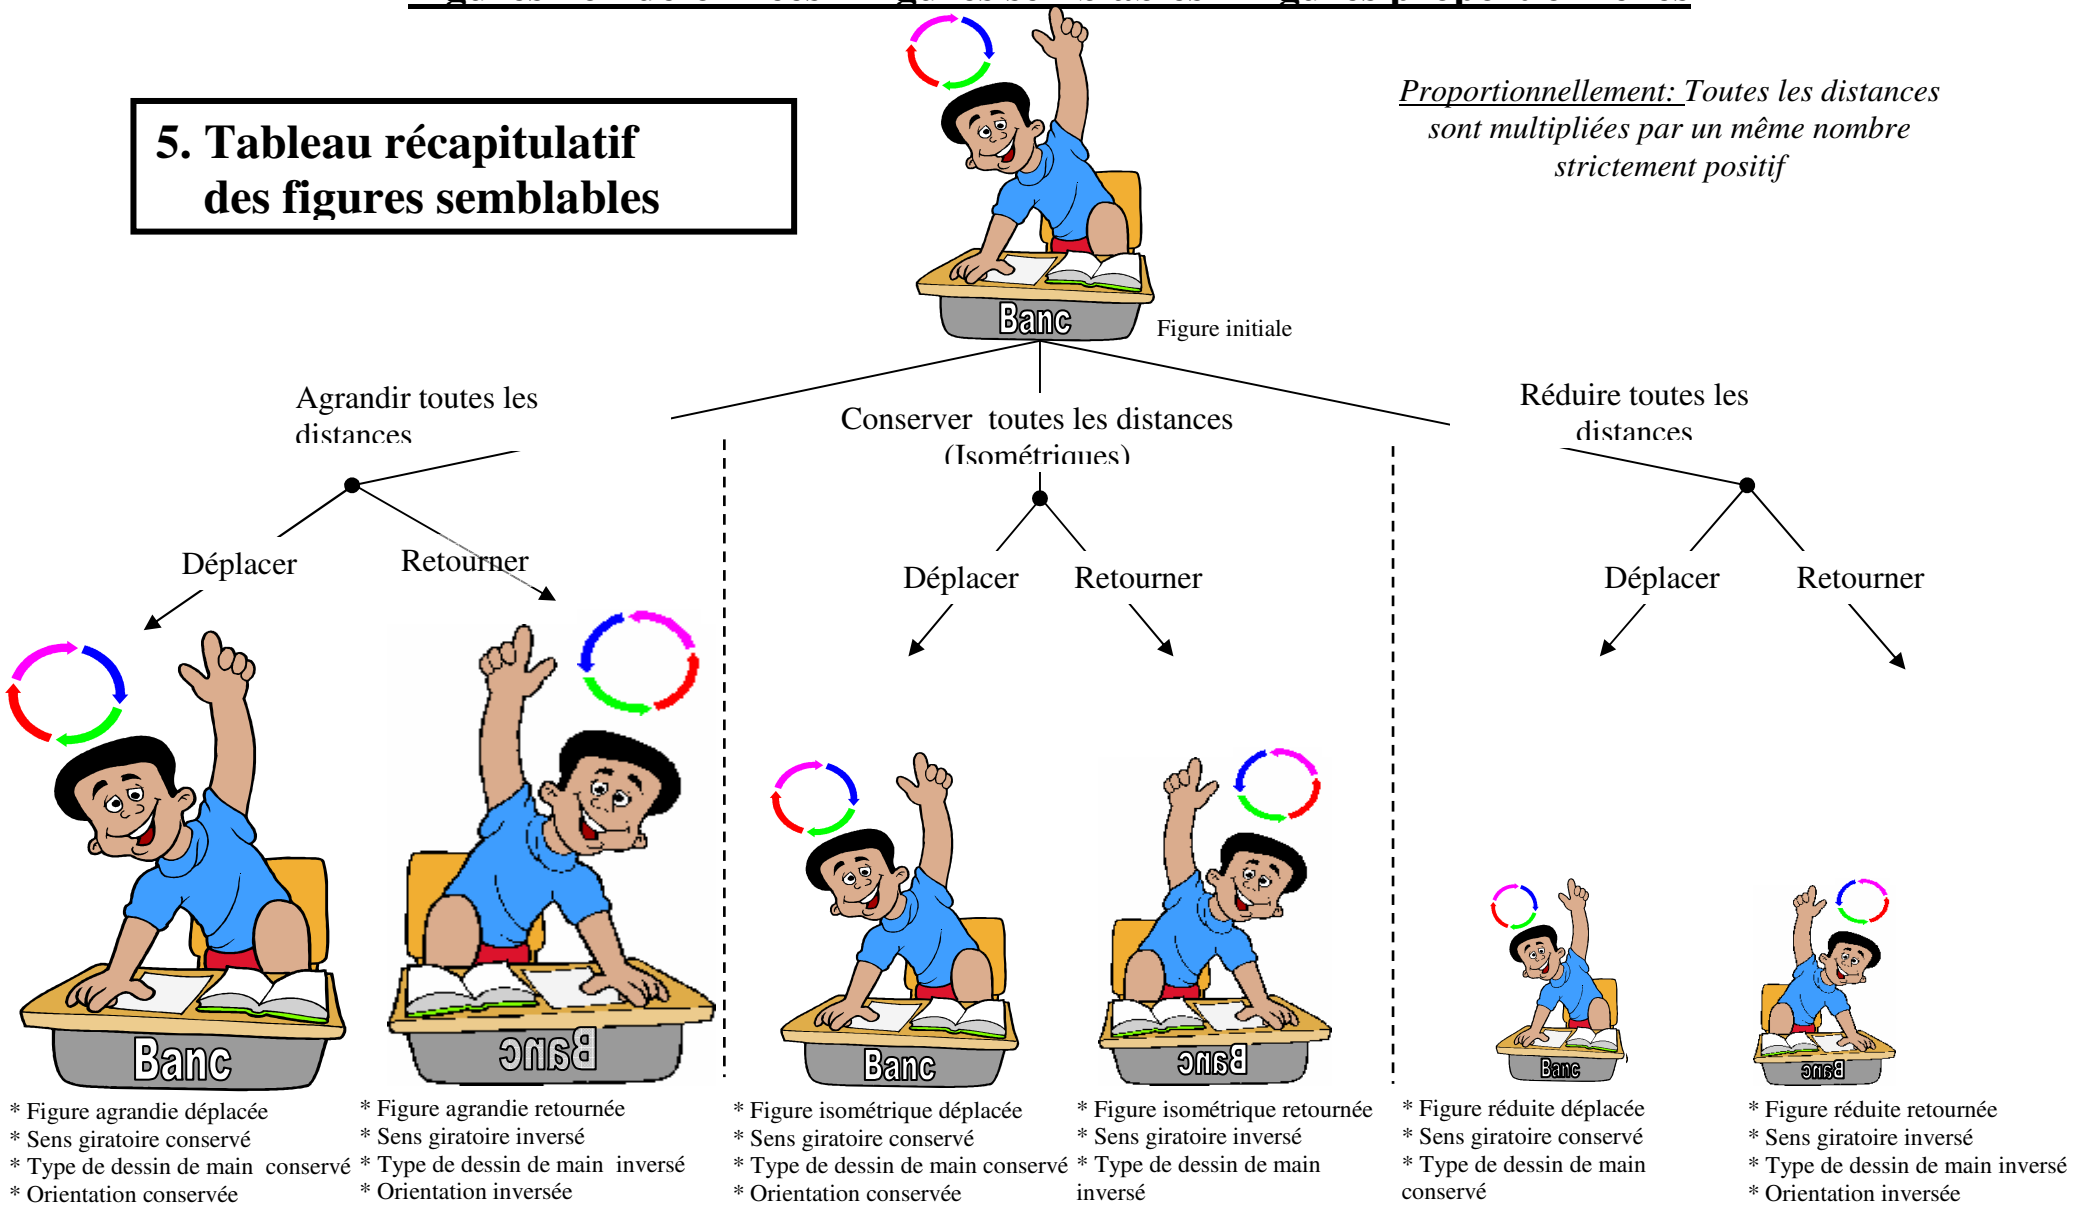 5. Tableau récapitulatif
des figures semblables
Proportionnellement: Toutes les distances
sont multipliées par un même nombre
strictement positif
Banc
Figure initiale
Agrandir toutes les
distances
Conserver toutes les distances
(Isométriques)
Réduire toutes les
distances
Déplacer
Retourner
Déplacer
Retourner
Déplacer
Retourner
Banc
Banc
Banc
Banc
Banc
Banc
* Figure agrandie déplacée
* Sens giratoire conservé
* Type de dessin de main conservé
* Orientation conservée
* Figure agrandie retournée
* Sens giratoire inversé
* Type de dessin de main inversé
* Orientation inversée
* Figure isométrique déplacée
* Sens giratoire conservé
* Type de dessin de main conservé
* Orientation conservée
* Figure isométrique retournée
* Sens giratoire inversé
* Type de dessin de main
inversé
* Figure réduite déplacée
* Sens giratoire conservé
* Type de dessin de main
conservé
* Figure réduite retournée
* Sens giratoire inversé
* Type de dessin de main inversé
* Orientation inversée